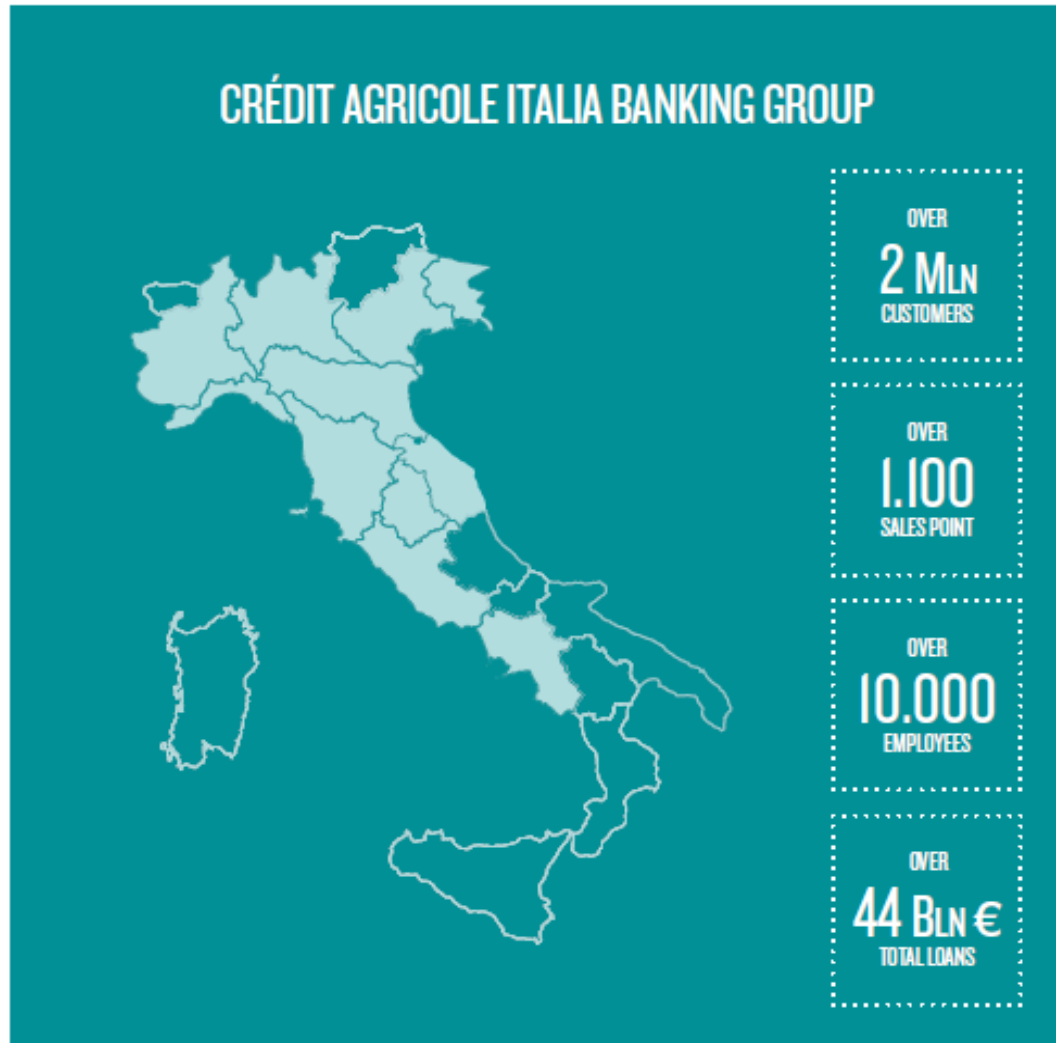 CRÉDIT AGRICOLE ITALIA BANKING GROUP
OVER
2 MLN
CUSTOMERS
OVER
1.100
SALES POINT
OVER
10.000
EMPLOYEES
OVER
44 BLN €
TOTAL LOANS